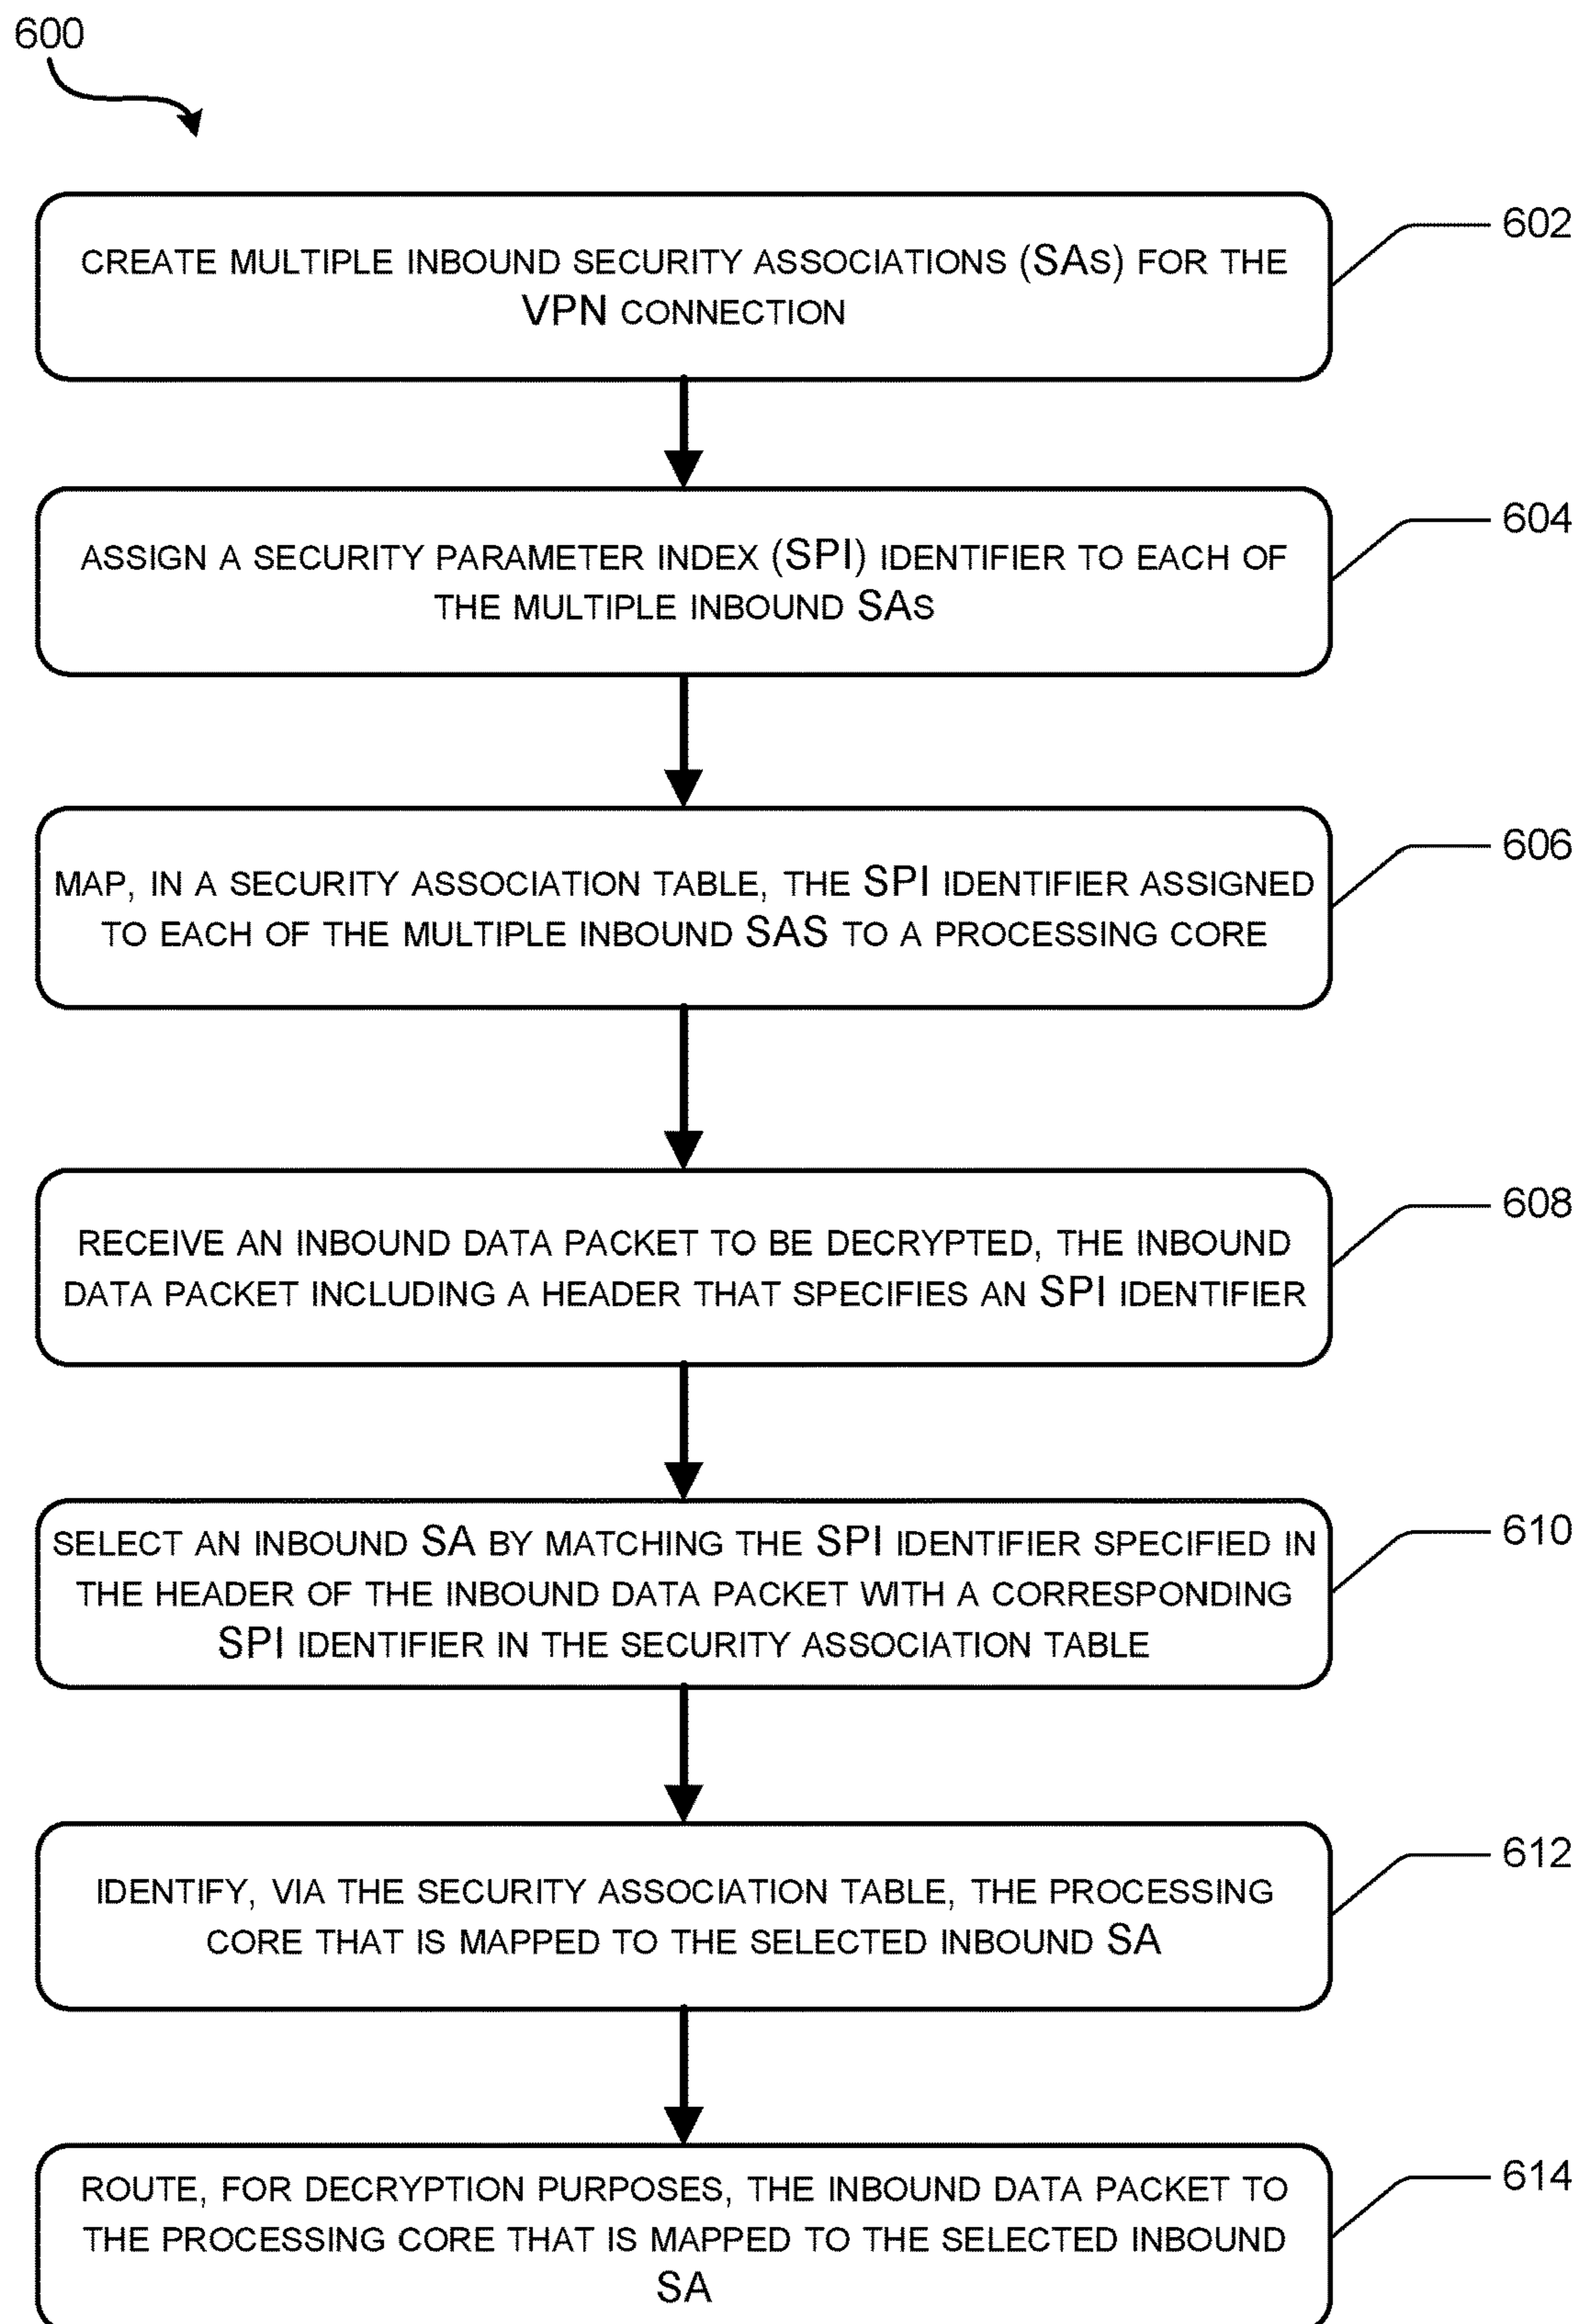 600
CREATE MULTIPLE INBOUND SECURITY ASSOCIATIONS (SAS) FOR THE
VPN CONNECTION
602
ASSIGN A SECURITY PARAMETER INDEX (SPI) IDENTIFIER TO EACH OF
THE MULTIPLE INBOUND SAS
604
MAP, IN A SECURITY ASSOCIATION TABLE, THE SPI IDENTIFIER ASSIGNED
TO EACH OF THE MULTIPLE INBOUND SAS TO A PROCESSING CORE
606
RECEIVE AN INBOUND DATA PACKET TO BE DECRYPTED, THE INBOUND
DATA PACKET INCLUDING A HEADER THAT SPECIFIES AN SPI IDENTIFIER
608
SELECT AN INBOUND SA BY MATCHING THE SPI IDENTIFIER SPECIFIED IN
THE HEADER OF THE INBOUND DATA PACKET WITH A CORRESPONDING
SPI IDENTIFIER IN THE SECURITY ASSOCIATION TABLE
610
IDENTIFY, VIA THE SECURITY ASSOCIATION TABLE, THE PROCESSING
CORE THAT IS MAPPED TO THE SELECTED INBOUND SA
612
ROUTE, FOR DECRYPTION PURPOSES, THE INBOUND DATA PACKET TO
THE PROCESSING CORE THAT IS MAPPED TO THE SELECTED INBOUND
SA
614